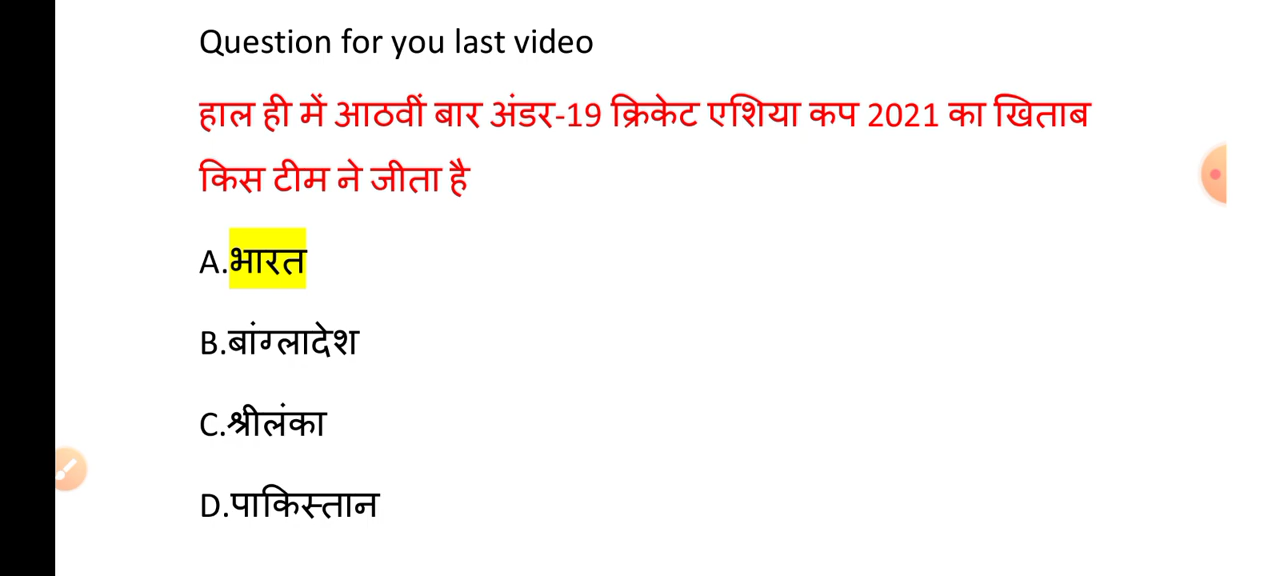 Question for you last video
हाल ही में आठवीं बार अंडर-19 क्रिकेट एशिया कप 2021 का खिताब
किस टीम ने जीता है
A.भारत
B.बांग्लादेश
C.श्रीलंका
D.पाकिस्तान